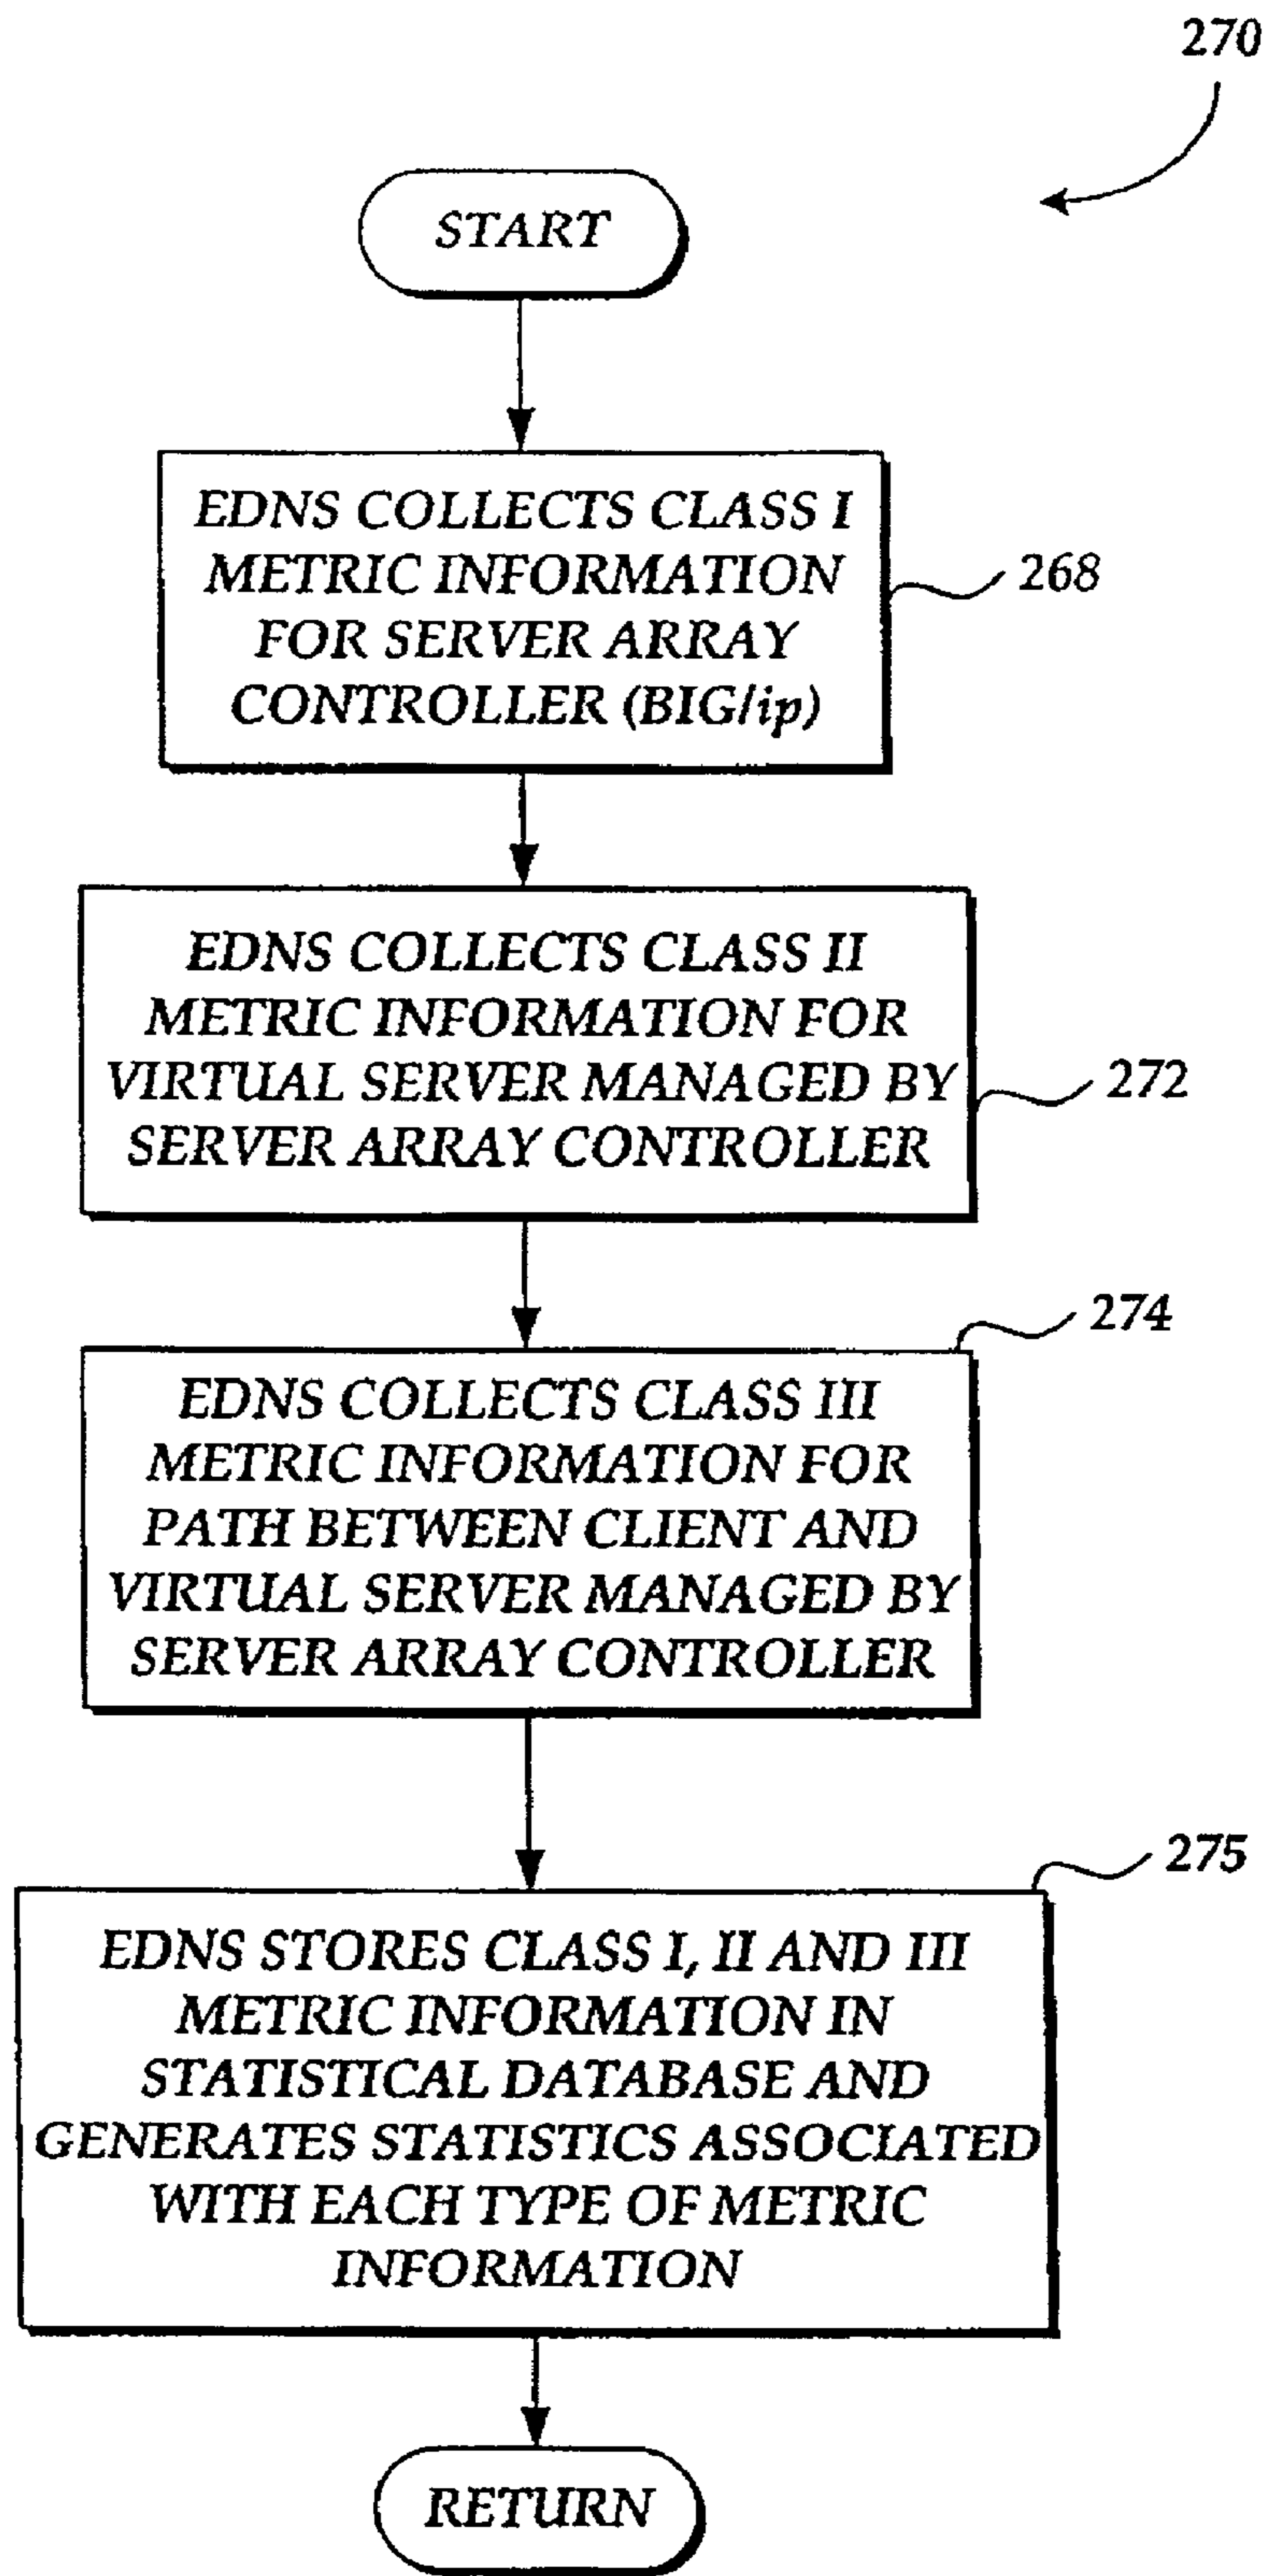 270
START
EDNS COLLECTS CLASS I
METRIC INFORMATION
FOR SERVER ARRAY
CONTROLLER (BIG/ip)
268
EDNS COLLECTS CLASS II
METRIC INFORMATION FOR
VIRTUAL SERVER MANAGED BY
SERVER ARRAY CONTROLLER
272
274
EDNS COLLECTS CLASS III
METRIC INFORMATION FOR
PATH BETWEEN CLIENT AND
VIRTUAL SERVER MANAGED BY
SERVER ARRAY CONTROLLER
275
EDNS STORES CLASS I, II AND III
METRIC INFORMATION IN
STATISTICAL DATABASE AND
GENERATES STATISTICS ASSOCIATED
WITH EACH TYPE OF METRIC
INFORMATION
RETURN